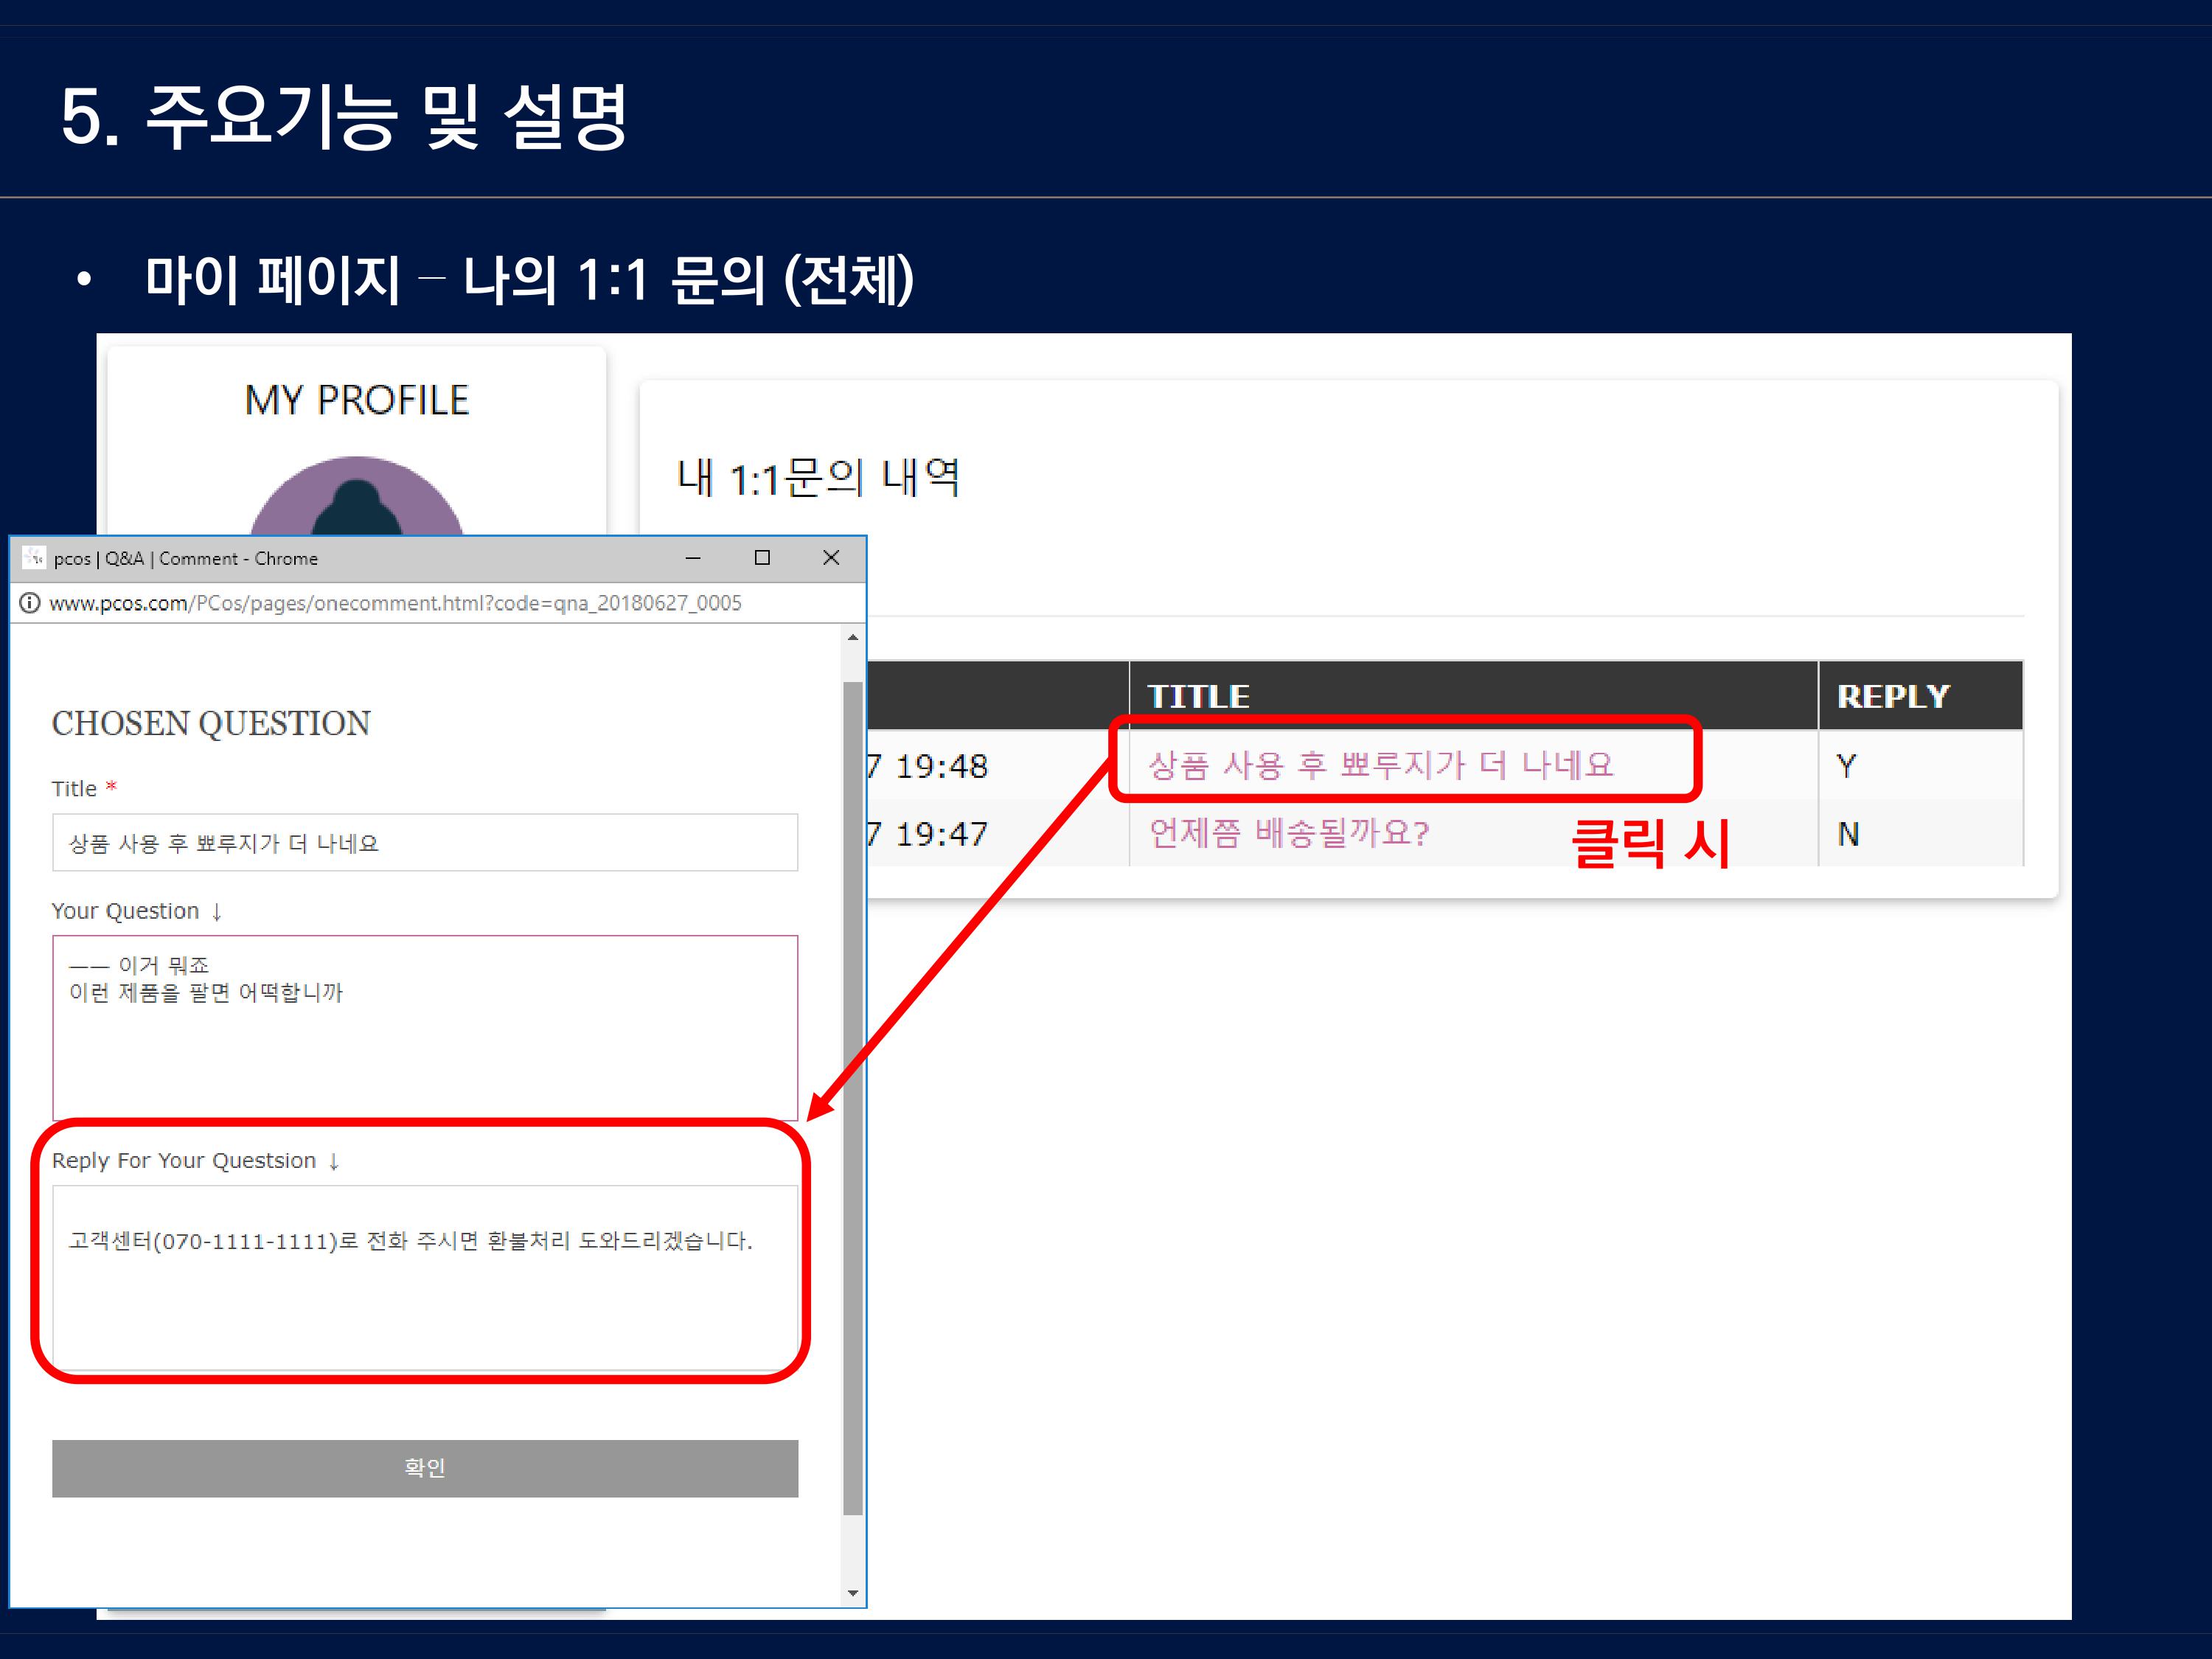 5. 주요기능 및 설명
• 마이 페이지 – 나의 1:1 문의 (전체)
MY PROFILE
내 1:1문의 내역
TITLE REPLY
7 19:48 상품 사용 후 뾰루지가 더 나네요 Y
7 19:47 언제쯤 배송될까요? N
클릭 시
pcos | Q&A | Comment - Chrome
www.pcos.com/PCos/pages/onecomment.html?code=qna_20180627_0005
CHOSEN QUESTION
Title *
상품 사용 후 뾰루지가 더 나네요
Your Question ↓
ㅡㅡ 이거 뭐죠
이런 제품을 팔면 어떡합니까
Reply For Your Questsion ↓
고객센터(070-1111-1111)로 전화 주시면 환불처리 도와드리겠습니다.
확인